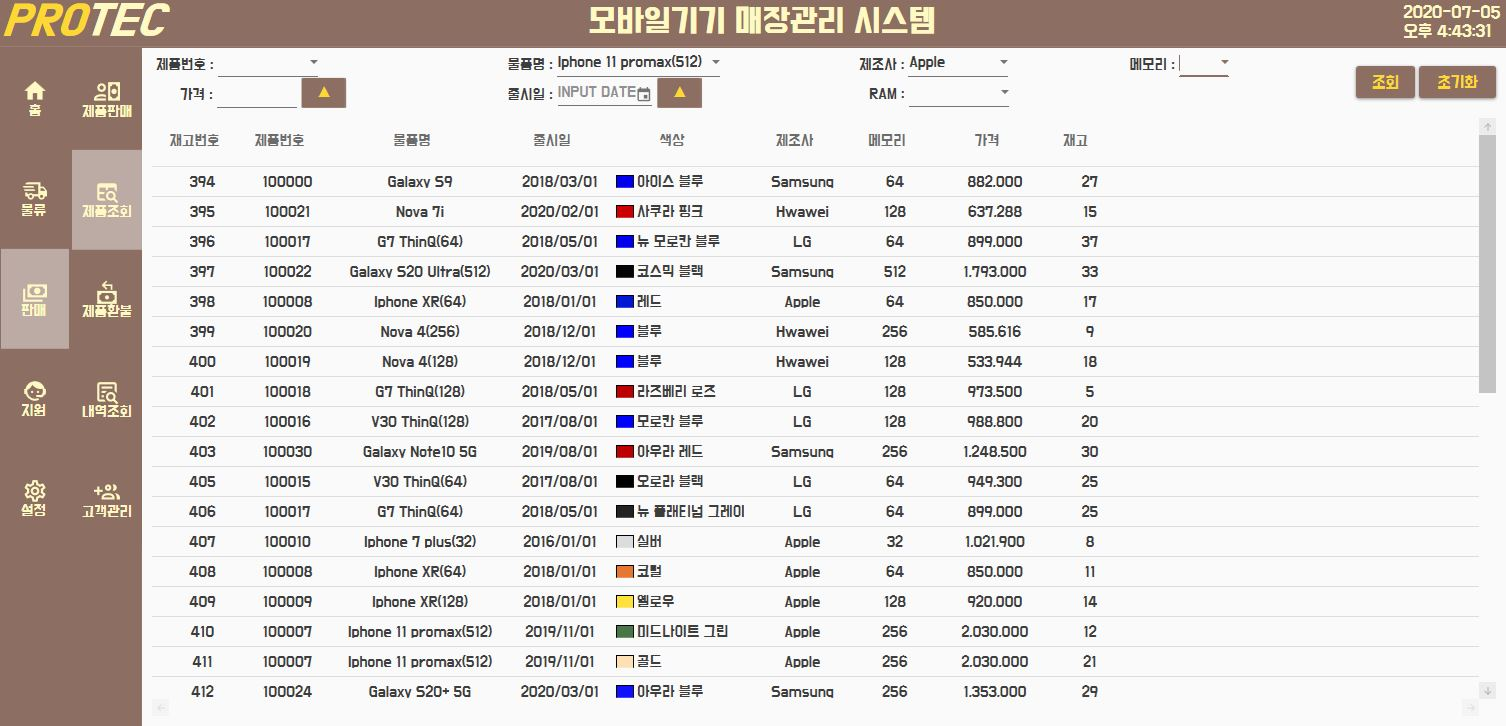 PROTEC
모바일기기 매장관리 시스템
2020-07-05
오후 4:43:31
제품번호 : 물품명 : Iphone 11 promax(512) 제조사 : Apple 메모리 :
가격 : 출시일 : INPUT DATE RAM :
조회 초기화
홈 제품판매
물류 제품조회
판매 제품환불
지원 내역조회
설정 고객관리
재고번호 제품번호 물품명 출시일 색상 제조사 메모리 가격 재고
394 100000 Galaxy S9 2018/03/01 아이스 블루 Samsung 64 882.000 27
395 100021 Nova 7i 2020/02/01 사쿠라 핑크 Hwawei 128 637.288 15
396 100017 G7 ThinQ(64) 2018/05/01 뉴 모로칸 블루 LG 64 899.000 37
397 100022 Galaxy S20 Ultra(512) 2020/03/01 코스믹 블랙 Samsung 512 1.793.000 33
398 100008 Iphone XR(64) 2018/01/01 레드 Apple 64 850.000 17
399 100020 Nova 4(256) 2018/12/01 블루 Hwawei 256 585.616 9
400 100019 Nova 4(128) 2018/12/01 블루 Hwawei 128 533.944 18
401 100018 G7 ThinQ(128) 2018/05/01 라즈베리 로즈 LG 128 973.500 5
402 100016 V30 ThinQ(128) 2017/08/01 모로칸 블루 LG 128 988.800 20
403 100030 Galaxy Note10 5G 2019/08/01 아우라 레드 Samsung 256 1.248.500 30
405 100015 V30 ThinQ(64) 2017/08/01 오로라 블랙 LG 64 949.300 25
406 100017 G7 ThinQ(64) 2018/05/01 뉴 플래티넘 그레이 LG 64 899.000 25
407 100010 Iphone 7 plus(32) 2016/01/01 실버 Apple 32 1.021.900 8
408 100008 Iphone XR(64) 2018/01/01 코럴 Apple 64 850.000 11
409 100009 Iphone XR(128) 2018/01/01 옐로우 Apple 128 920.000 14
410 100007 Iphone 11 promax(512) 2019/11/01 미드나이트 그린 Apple 256 2.030.000 12
411 100007 Iphone 11 promax(512) 2019/11/01 골드 Apple 256 2.030.000 21
412 100024 Galaxy S20+ 5G 2020/03/01 아우라 블루 Samsung 256 1.353.000 29